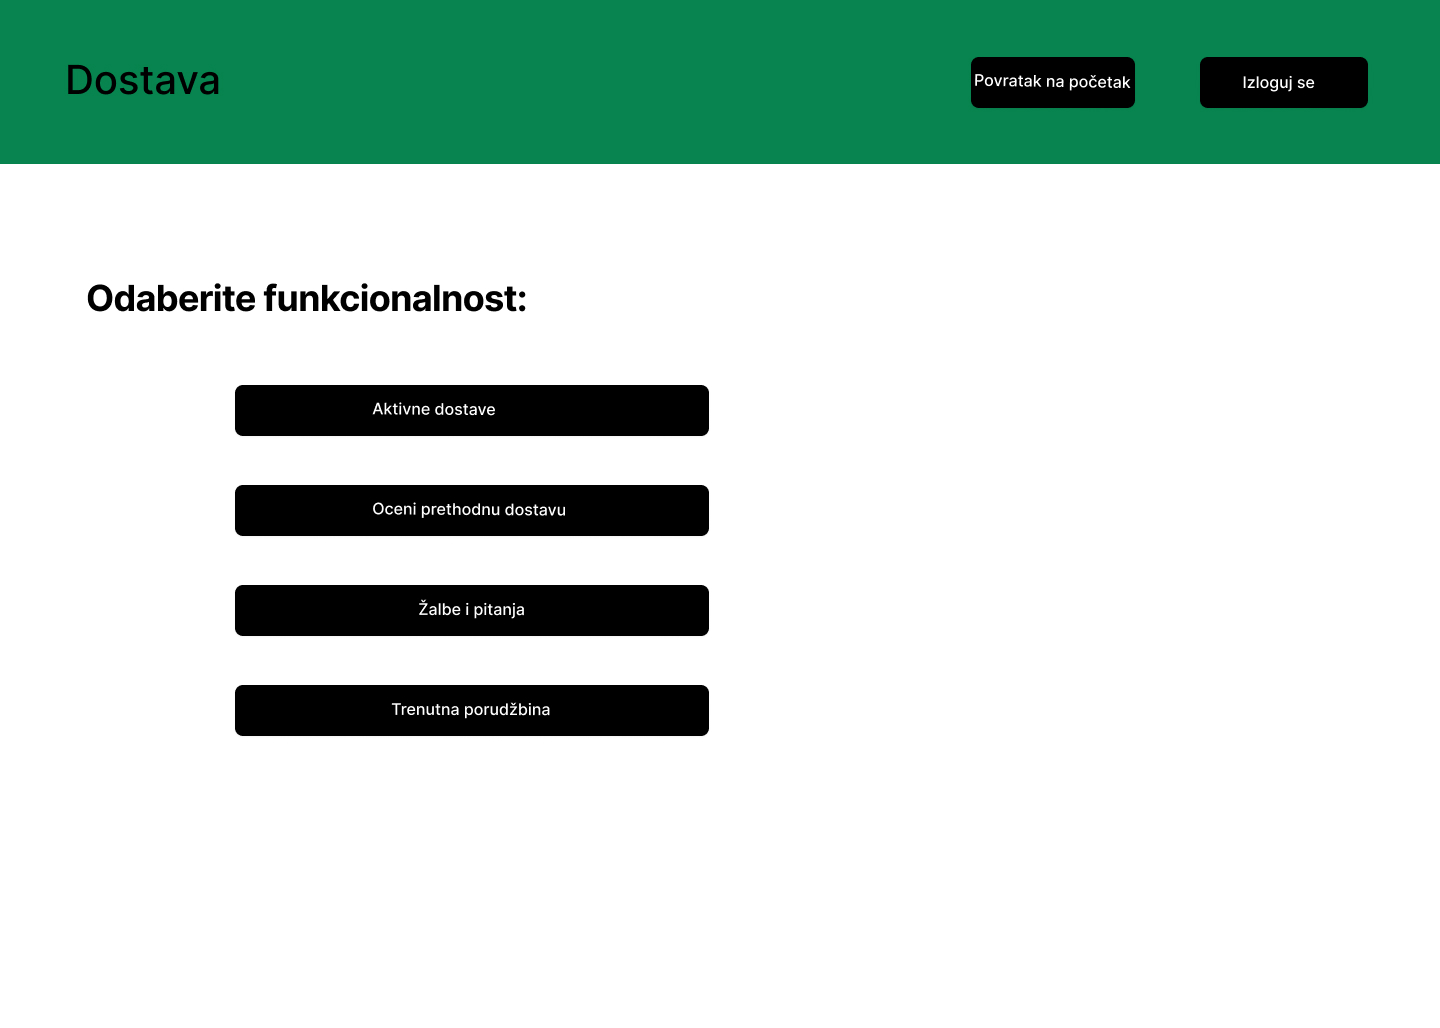 Dostava
Povratak na početak
Izloguj se
Odaberite funkcionalnost:
Aktivne dostave
Oceni prethodnu dostavu
Žalbe i pitanja
Trenutna porudžbina